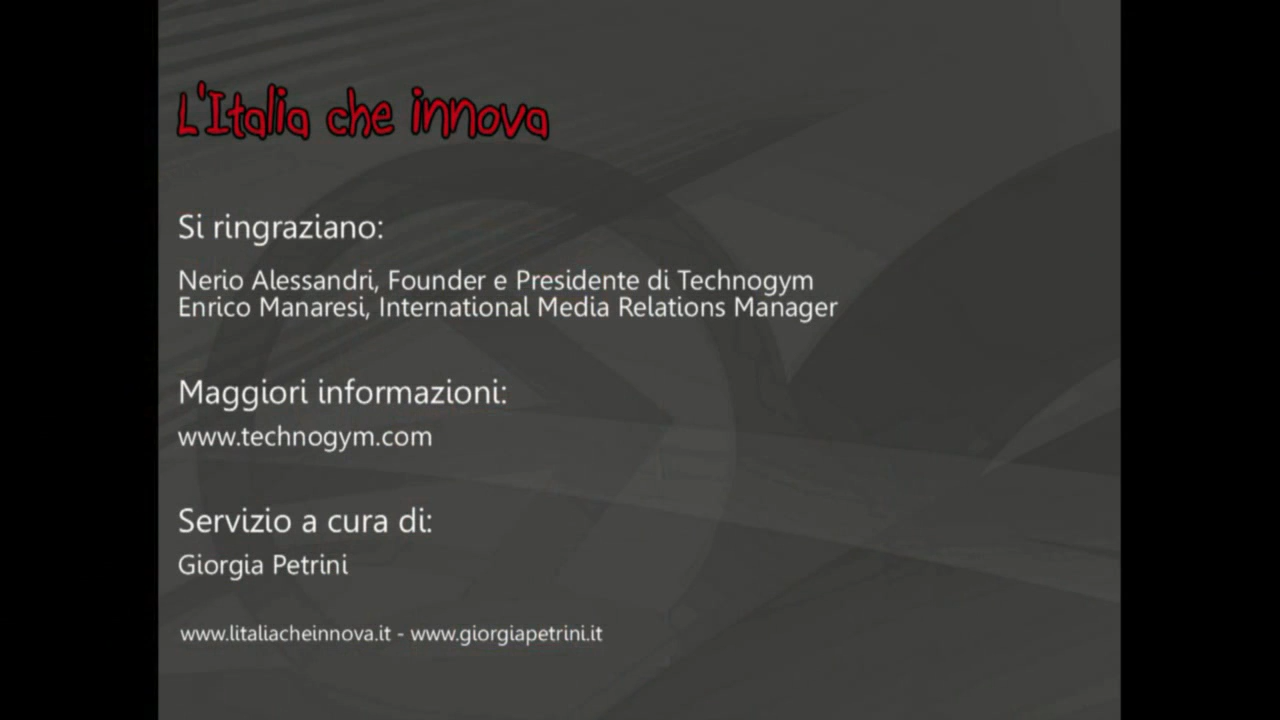 L'Italia che innova
Si ringraziano:
Nerio Alessandri, Founder e Presidente di Technogym
Enrico Manaresi, International Media Relations Manager
Maggiori informazioni:
www.technogym.com
Servizio a cura di:
Giorgia Petrini
www.litaliacheinnova.it - www.giorgiapetrini.it